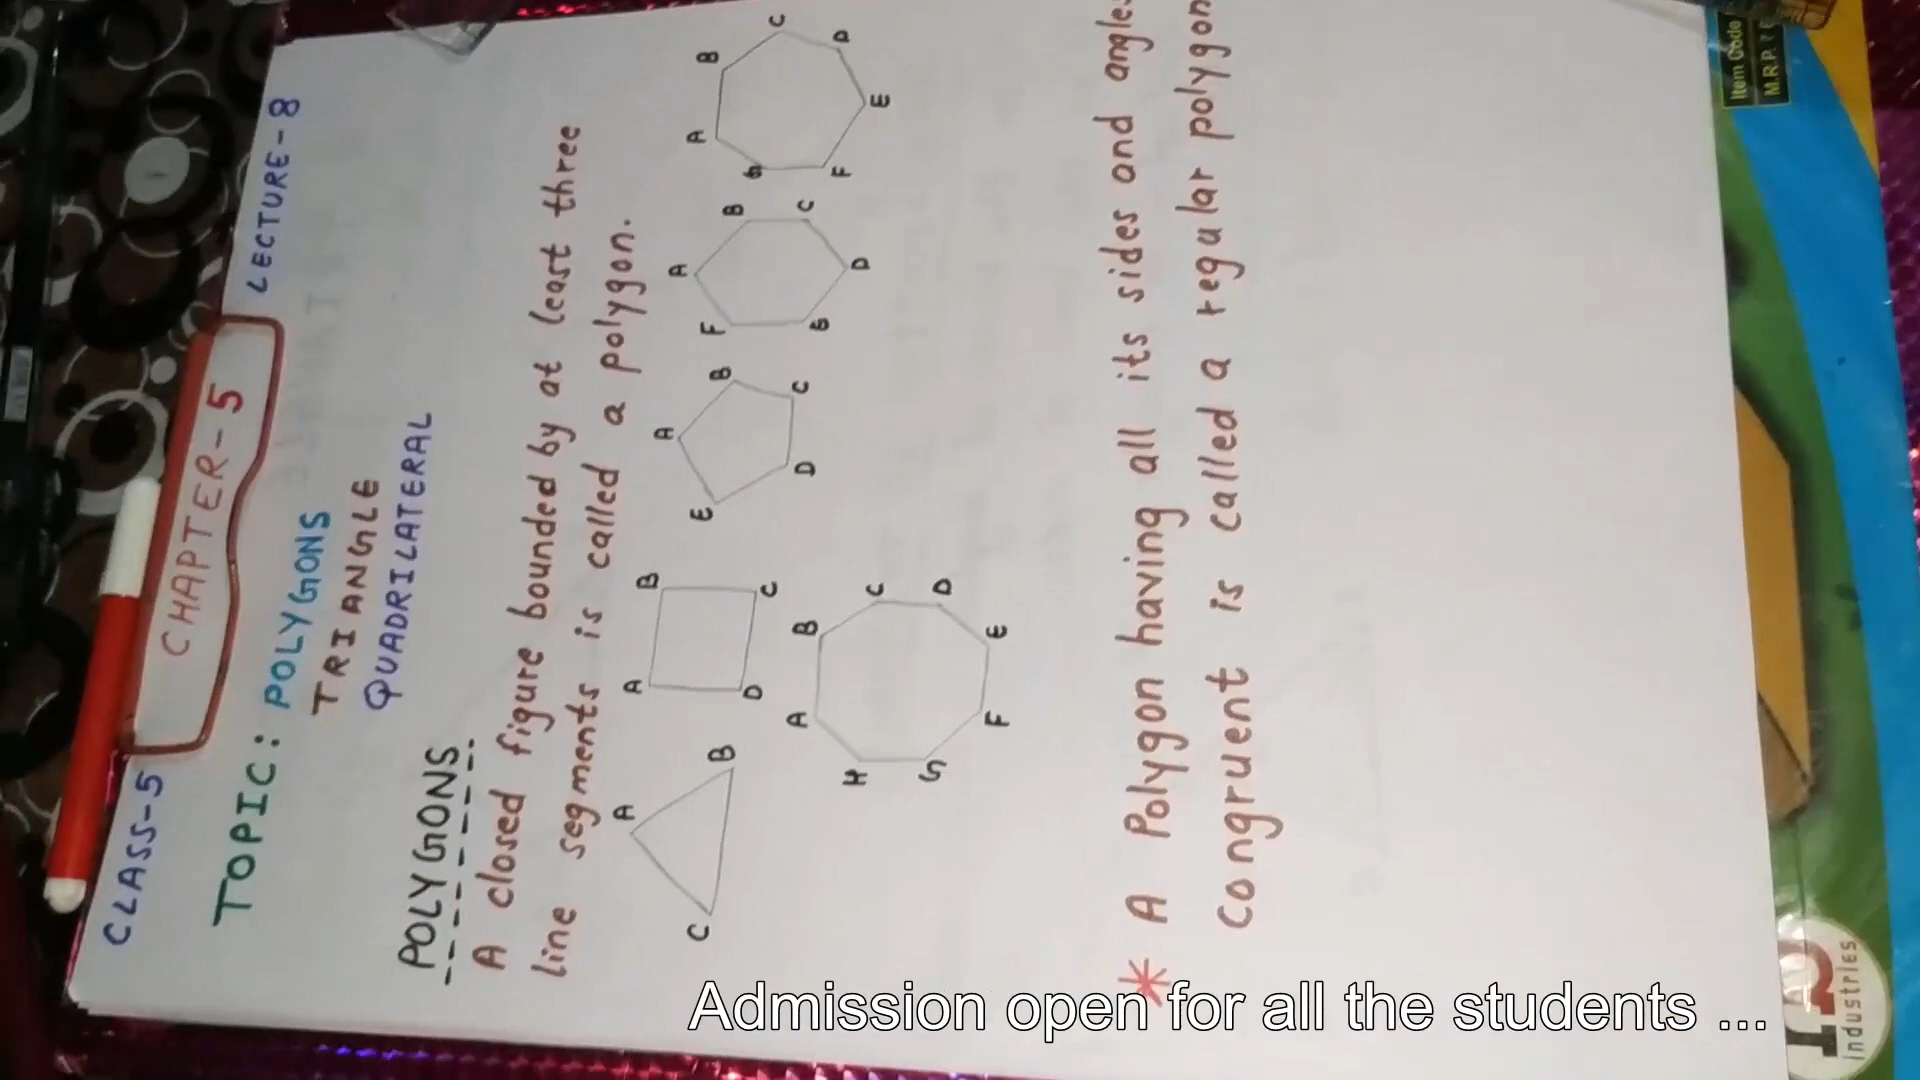 CLASS-5
CHAPTER-5
LECTURE-8
TOPIC: POLYGONS
TRIANGLE
QUADRILATERAL
POLYGONS
A closed figure bounded by at least three
line segments is called a polygon.
A
B
C
A
B
C
D
A
B
C
D
E
A
B
C
D
E
F
A
B
C
D
E
F
G
A
B
C
D
E
F
G
H
* A Polygon having all its sides and angles
congruent is called a regular polygon
Item Code
M.R.P. ₹
Industries
Admission open for all the students ...